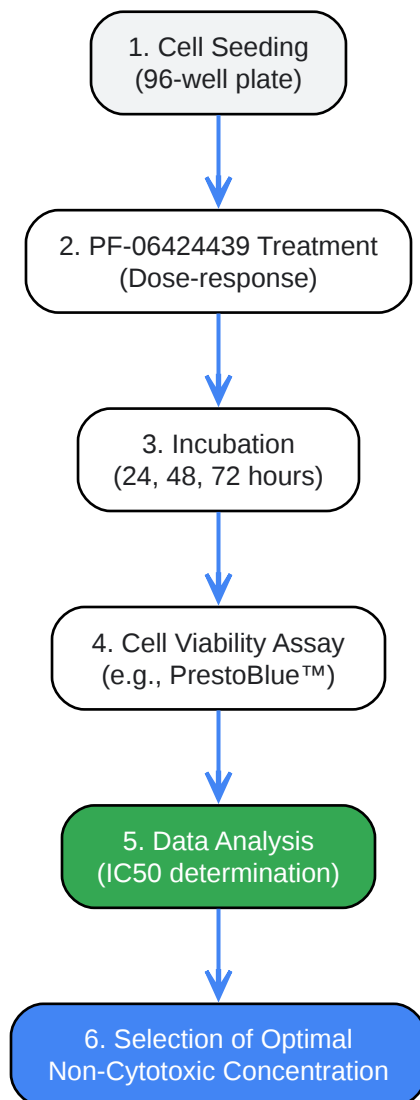 1. Cell Seeding
(96-well plate)
2. PF-06424439 Treatment
(Dose-response)
3. Incubation
(24, 48, 72 hours)
4. Cell Viability Assay
(e.g., PrestoBlue™)
5. Data Analysis
(IC50 determination)
6. Selection of Optimal
Non-Cytotoxic Concentration